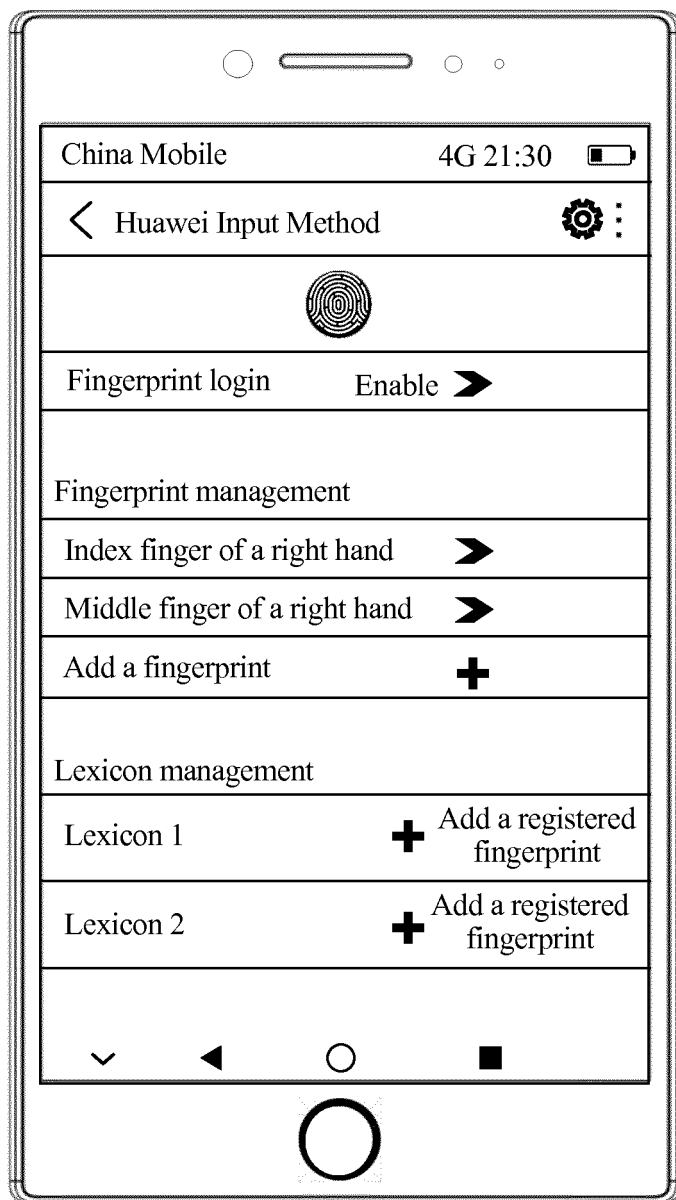 China Mobile 4G 21:30
Huawei Input Method
Fingerprint login Enable
Fingerprint management
Index finger of a right hand
Middle finger of a right hand
Add a fingerprint
Lexicon management
Lexicon 1
Add a registered
fingerprint
Lexicon 2
Add a registered
fingerprint